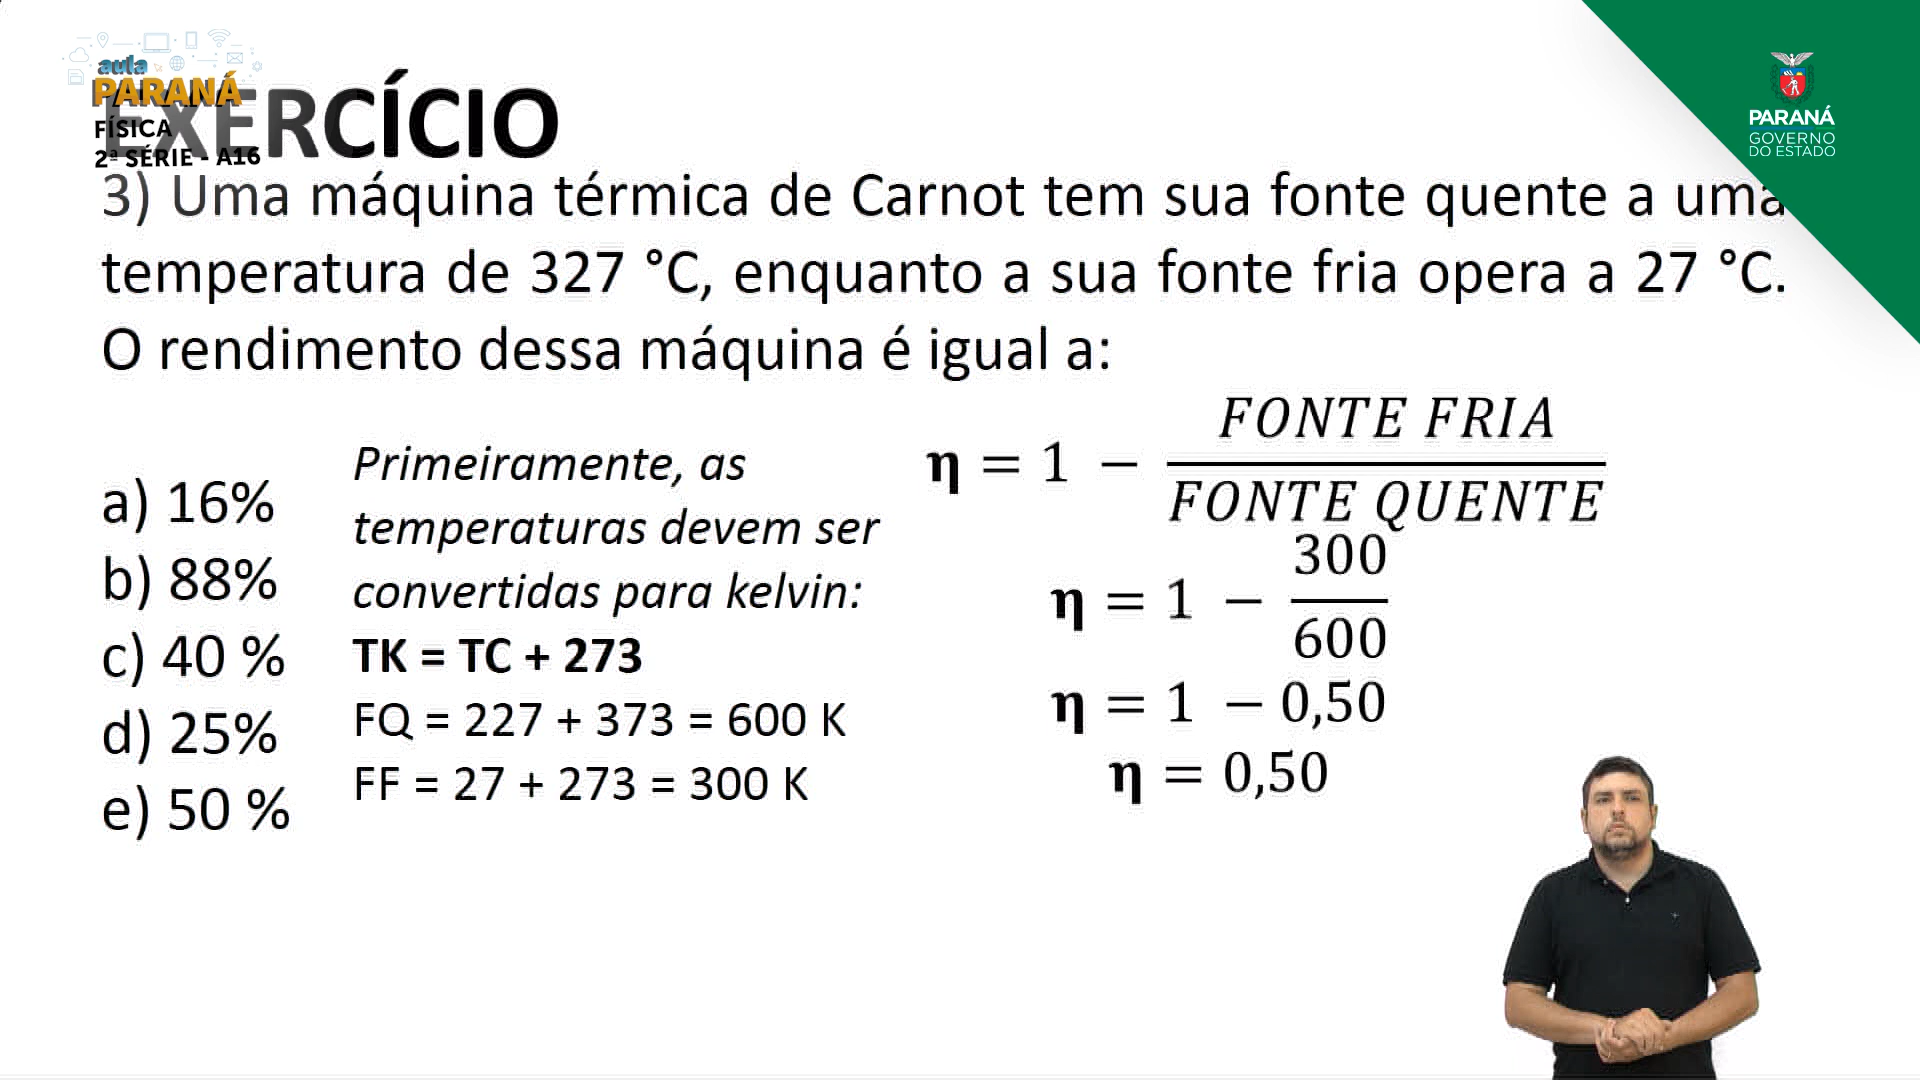 aula
PARANÁ
FÍSICA
2ª SÉRIE - A16
EXERCÍCIO
PARANÁ
GOVERNO
DO ESTADO
3) Uma máquina térmica de Carnot tem sua fonte quente a uma
temperatura de 327 °C, enquanto a sua fonte fria opera a 27 °C.
O rendimento dessa máquina é igual a:
a) 16%
b) 88%
c) 40 %
d) 25%
e) 50 %
Primeiramente, as
temperaturas devem ser
convertidas para kelvin:
TK = TC + 273
FQ = 227 + 373 = 600 K
FF = 27 + 273 = 300 K
FONTE FRIA
η = 1 −
FONTE QUENTE
300
η = 1 −
600
η = 1 − 0,50
η = 0,50